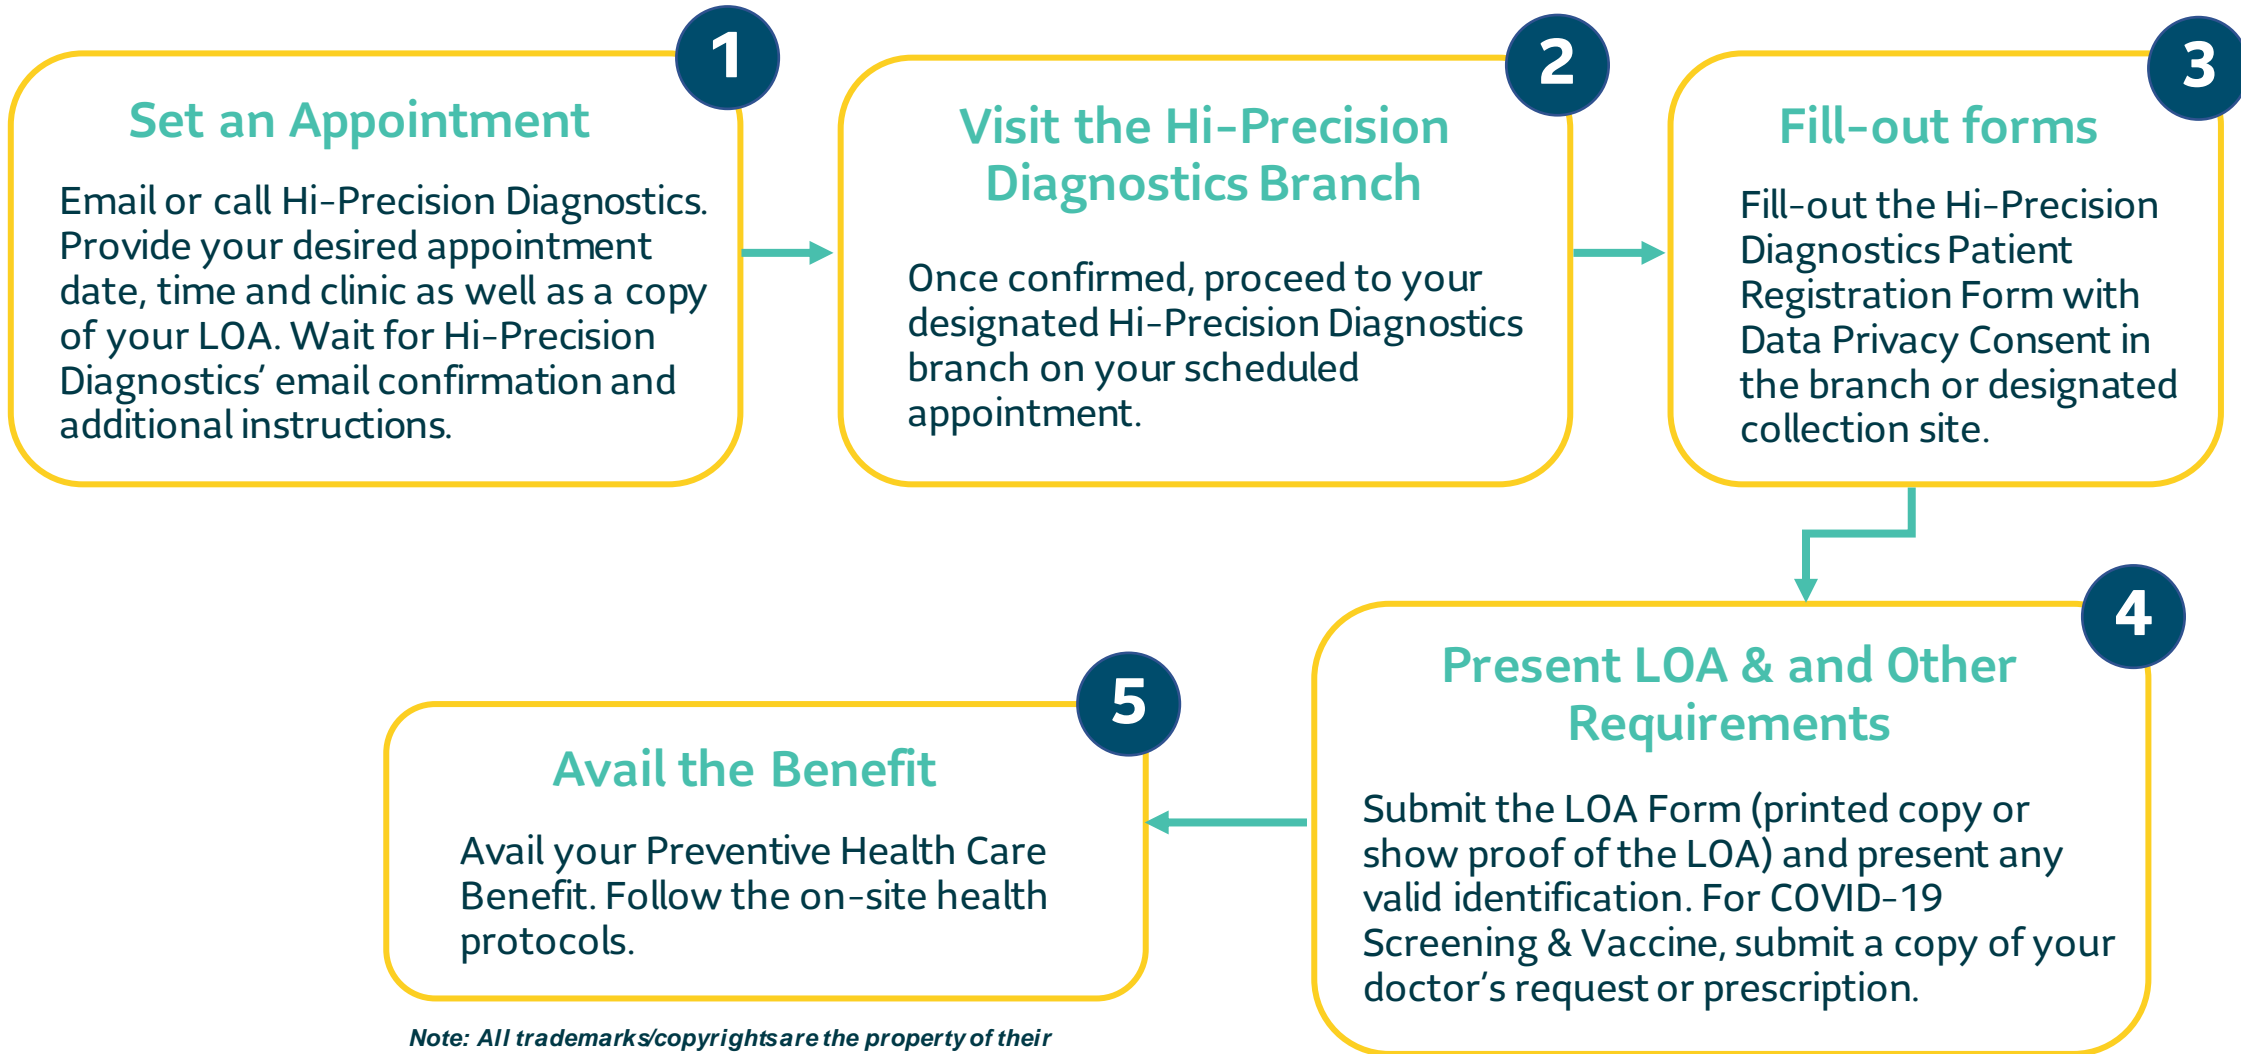 1
Set an Appointment
Email or call Hi-Precision Diagnostics.
Provide your desired appointment
date, time and clinic as well as a copy
of your LOA. Wait for Hi-Precision
Diagnostics’ email confirmation and
additional instructions.
2
Visit the Hi-Precision
Diagnostics Branch
Once confirmed, proceed to your
designated Hi-Precision Diagnostics
branch on your scheduled
appointment.
3
Fill-out forms
Fill-out the Hi-Precision
Diagnostics Patient
Registration Form with
Data Privacy Consent in
the branch or designated
collection site.
4
Present LOA & and Other
Requirements
Submit the LOA Form (printed copy or
show proof of the LOA) and present any
valid identification. For COVID-19
Screening & Vaccine, submit a copy of your
doctor’s request or prescription.
5
Avail the Benefit
Avail your Preventive Health Care
Benefit. Follow the on-site health
protocols.
Note: All trademarks/copyrights are the property of their